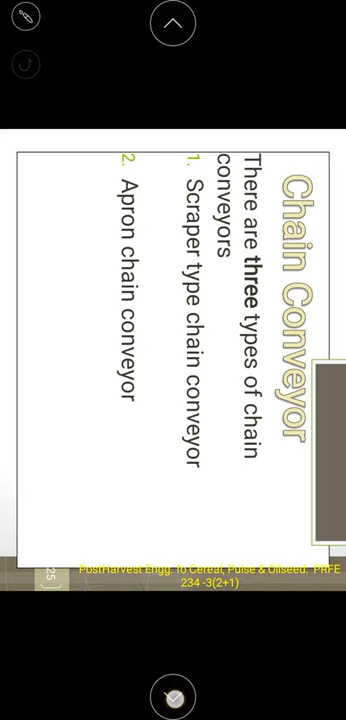 Chain Conveyor
There are three types of chain
conveyors
1. Scraper type chain conveyor
2. Apron chain conveyor
PostHarvest Engg. fo Cereal, Pulse & Oilseed. PRFE
234 -3(2+1)
25